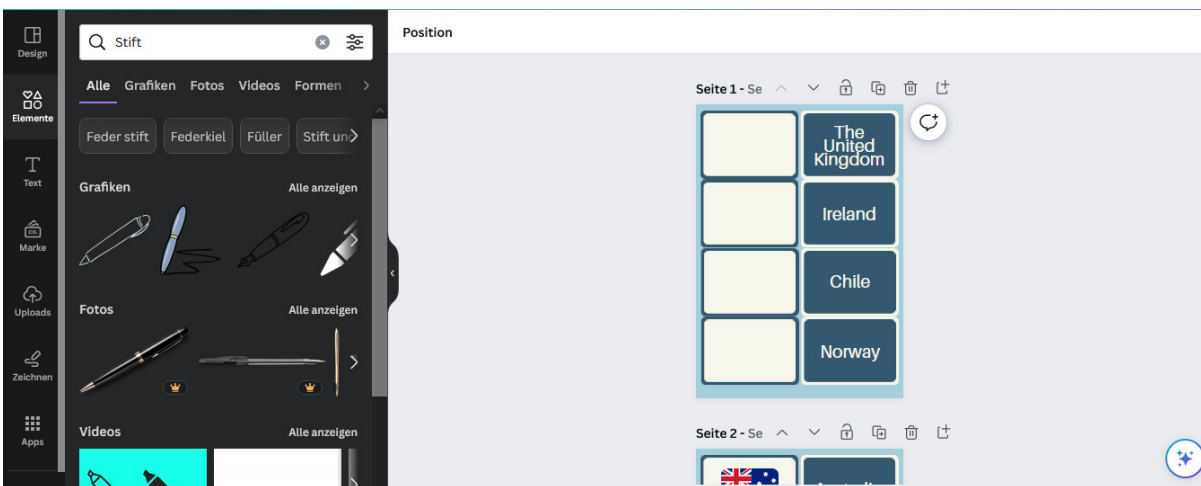 Design
Elemente
Text
Marke
Uploads
Zeichnen
Apps
Stift
Alle Grafiken Fotos Videos Formen
Feder stift Federkiel Füller Stift und
Grafiken Alle anzeigen
Fotos Alle anzeigen
Videos Alle anzeigen
Position
Seite 1 - Se
The
United
Kingdom
Ireland
Chile
Norway
Seite 2 - Se